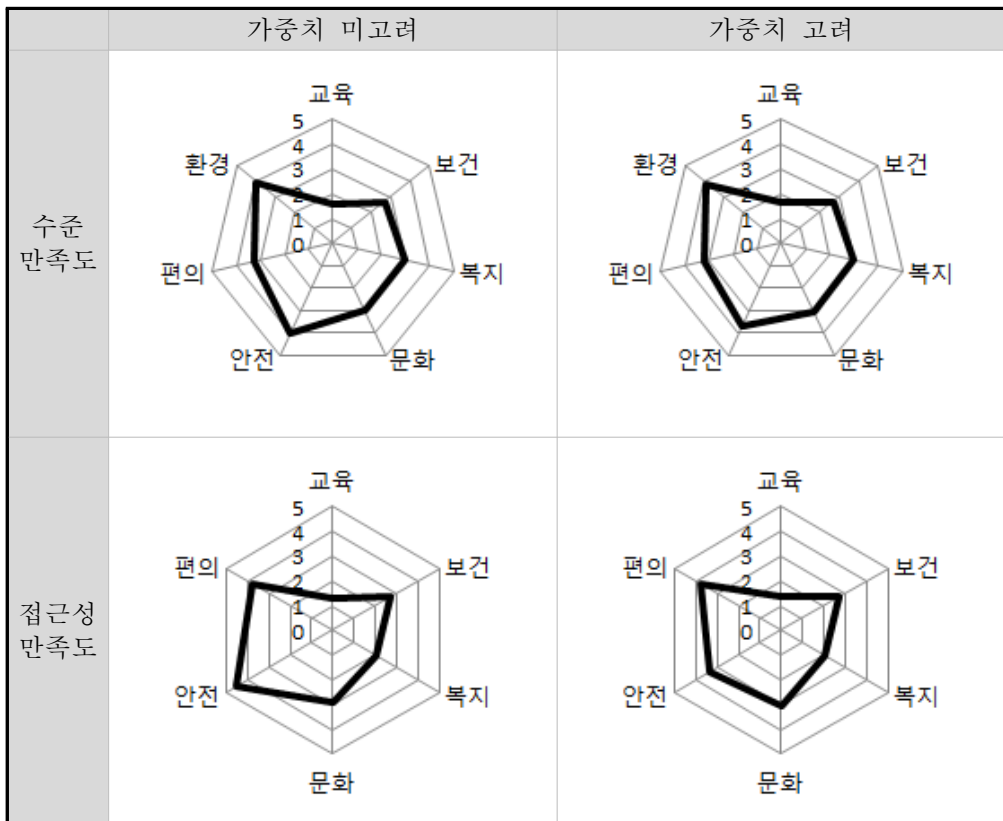 가중치 미고려
가중치 고려
수준
만족도
교육
보건
복지
문화
안전
편의
환경
5
4
3
2
1
0
교육
보건
복지
문화
안전
편의
환경
5
4
3
2
1
0
접근성
만족도
교육
보건
복지
문화
안전
편의
5
4
3
2
1
0
교육
보건
복지
문화
안전
편의
5
4
3
2
1
0